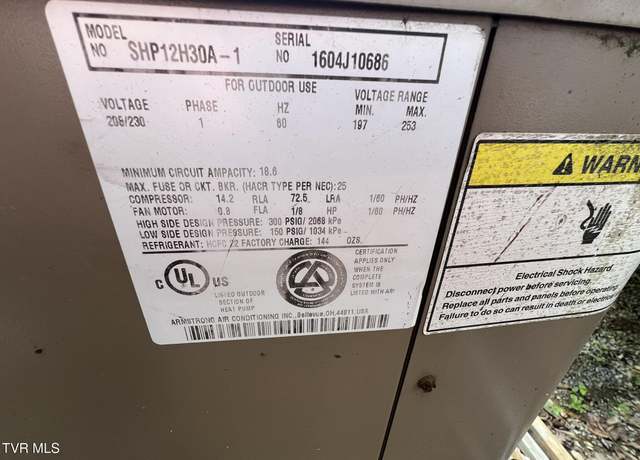 MODEL NO SHP12H30A-1 SERIAL NO 1604J10686
FOR OUTDOOR USE
VOLTAGE PHASE HZ VOLTAGE RANGE
MIN. MAX.
208/230 1 60 197 253
MINIMUM CIRCUIT AMPACITY: 18.6
MAX. FUSE OR CKT. BKR. (HACR TYPE PER NEC):25
COMPRESSOR: 14.2 RLA 72.5 LRA 1/60 PH/HZ
FAN MOTOR: 0.8 FLA 1/8 HP 1/60 PH/HZ
HIGH SIDE DESIGN PRESSURE: 300 PSIG/ 2068 kPa
LOW SIDE DESIGN PRESSURE: 150 PSIG/ 1034 kPa
REFRIGERANT: HCFC 22 FACTORY CHARGE: 144 OZS.
C UL US
LISTED OUTDOOR
SECTION OF
HEAT PUMP
CERTIFICATION
APPLIES ONLY
WHEN THE
COMPLETE
SYSTEM IS
LISTED WITH ARI
ARMSTRONG AIR CONDITIONING INC., Bellevue, OH, 44811, USA
WARN
Electrical Shock Hazard
Disconnect power before servicing.
Replace all parts and panels before operating
Failure to do so can result in death or electrical
TVR MLS